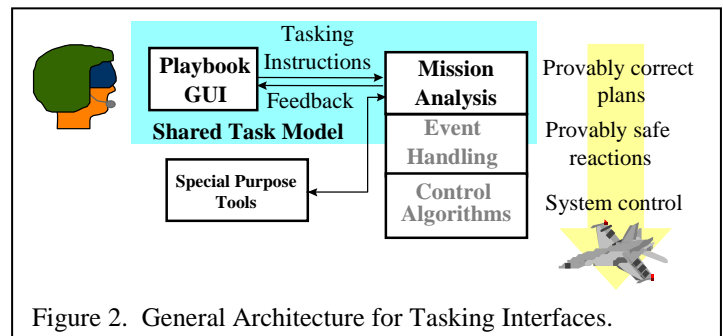 Tasking
Instructions
Playbook
GUI
Feedback
Mission
Analysis
Provably correct
plans
Shared Task Model
Event
Handling
Provably safe
reactions
Special Purpose
Tools
Control
Algorithms
System control
Figure 2.  General Architecture for Tasking Interfaces.